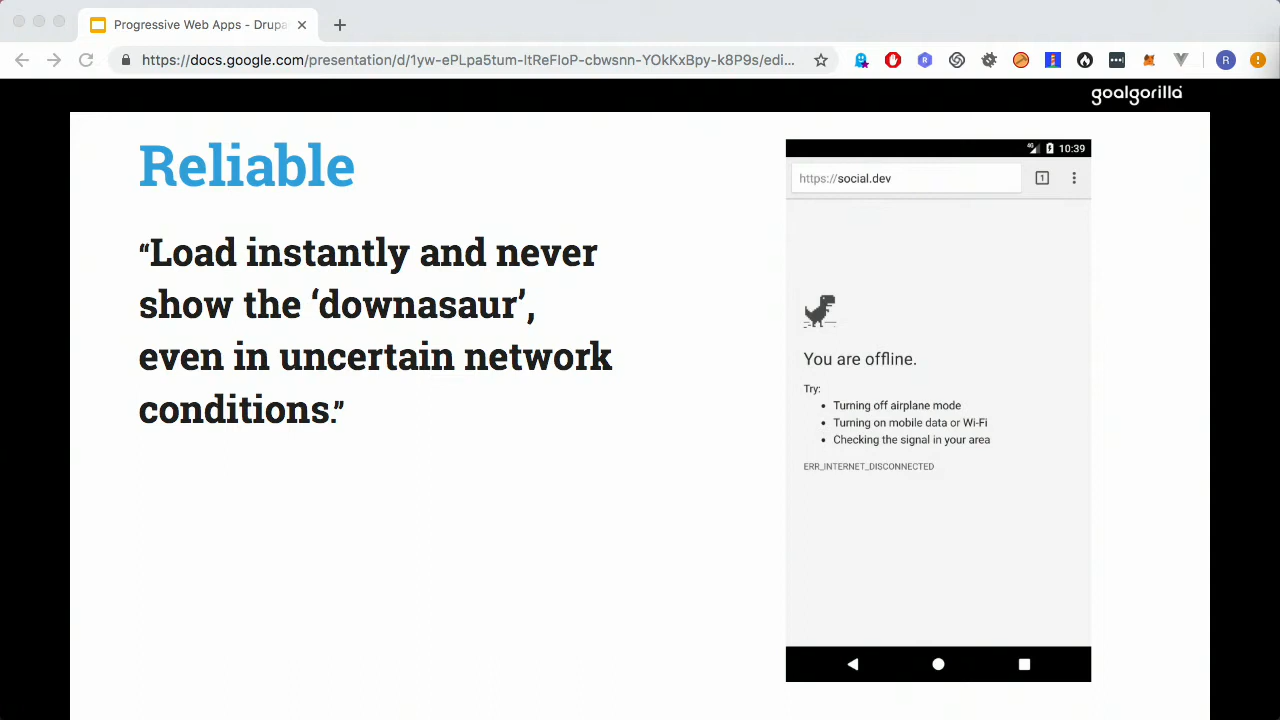 Progressive Web Apps - Drupa
https://docs.google.com/presentation/d/1yw-ePLpa5tum-ItReFIoP-cbwsnn-YOkKxBpy-k8P9s/edi...
R
R
goalgorilla
Reliable
“Load instantly and never
show the ‘downasaur’,
even in uncertain network
conditions.”
4G
10:39
https://social.dev
1
You are offline.
Try:
• Turning off airplane mode
• Turning on mobile data or Wi-Fi
• Checking the signal in your area
ERR_INTERNET_DISCONNECTED